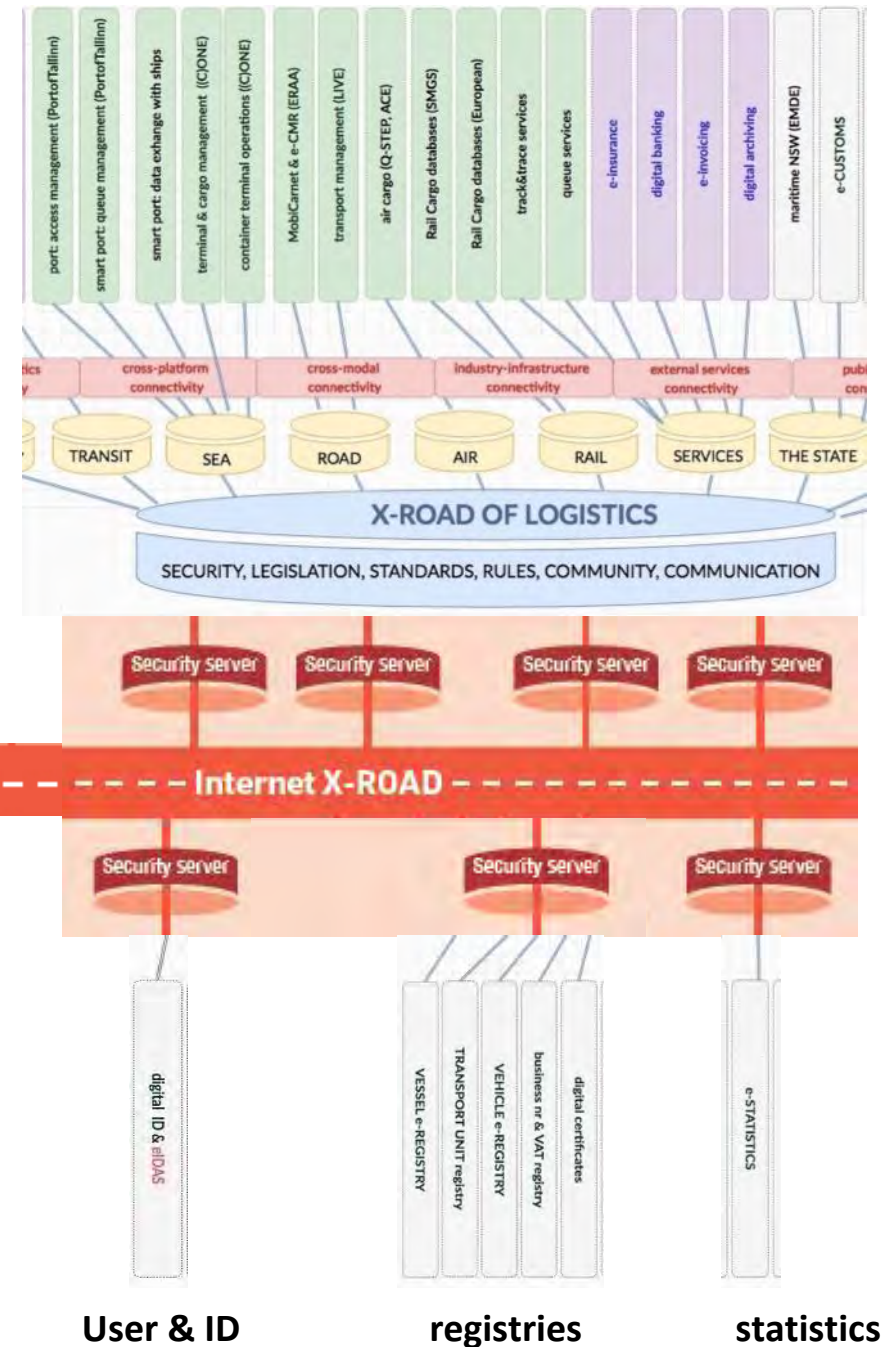 port: access management (PortofTallinn)
smart port: queue management (PortofTallinn)
smart port: data exhange with ships
terminal & cargo management ((C)ONE)
container terminal operations ((C)ONE)
MobiCarnet & e-CMR (ERAA)
transport management (LIVE)
air cargo (Q-STEP, ACE)
Rail Cargo databases (SMGS)
Rail Cargo databases (European)
track&trace services
queue services
e-insurance
digital banking
e-invoicing
digital archiving
maritime NSW (EMDE)
e-CUSTOMS
cross-platform
connectivity
cross-modal
connectivity
industry-infrastructure
connectivity
external services
connectivity
TRANSIT
SEA
ROAD
AIR
RAIL
SERVICES
THE STATE
X-ROAD OF LOGISTICS
SECURITY, LEGISLATION, STANDARDS, RULES, COMMUNITY, COMMUNICATION
Security server
Security server
Security server
Security server
Internet X-ROAD
Security server
Security server
Security server
digital ID & eIDAS
VESSEL e-REGISTRY
TRANSPORT UNIT registry
VEHICLE e-REGISTRY
business nr & VAT registry
digital certificates
e-STATISTICS
User & ID
registries
statistics